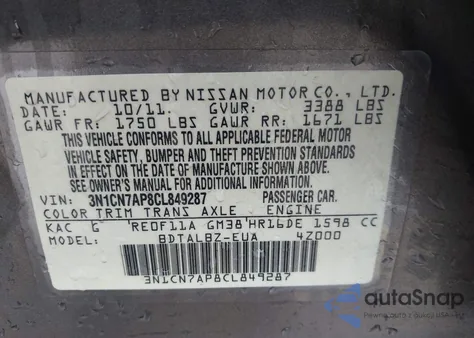 MANUFACTURED BY NISSAN MOTOR CO., LTD.
DATE: 10/11. GVWR: 3388 LBS
GAWR FR: 1750 LBS GAWR RR: 1671 LBS
THIS VEHICLE CONFORMS TO ALL APPLICABLE FEDERAL MOTOR
VEHICLE SAFETY, BUMPER AND THEFT PREVENTION STANDARDS
IN EFFECT ON THE DATE OF MANUFACTURE SHOWN ABOVE.
SEE OWNER'S MANUAL FOR ADDITIONAL INFORMATION.
VIN: 3N1CN7AP8CL849287 PASSENGER CAR.
COLOR TRIM TRANS AXLE ENGINE
KAC G RE0F11A GM38 HR16DE 1598 CC
MODEL: BDTALBZ-EUA 4Z000
3N1CN7AP8CL849287
autoSnap